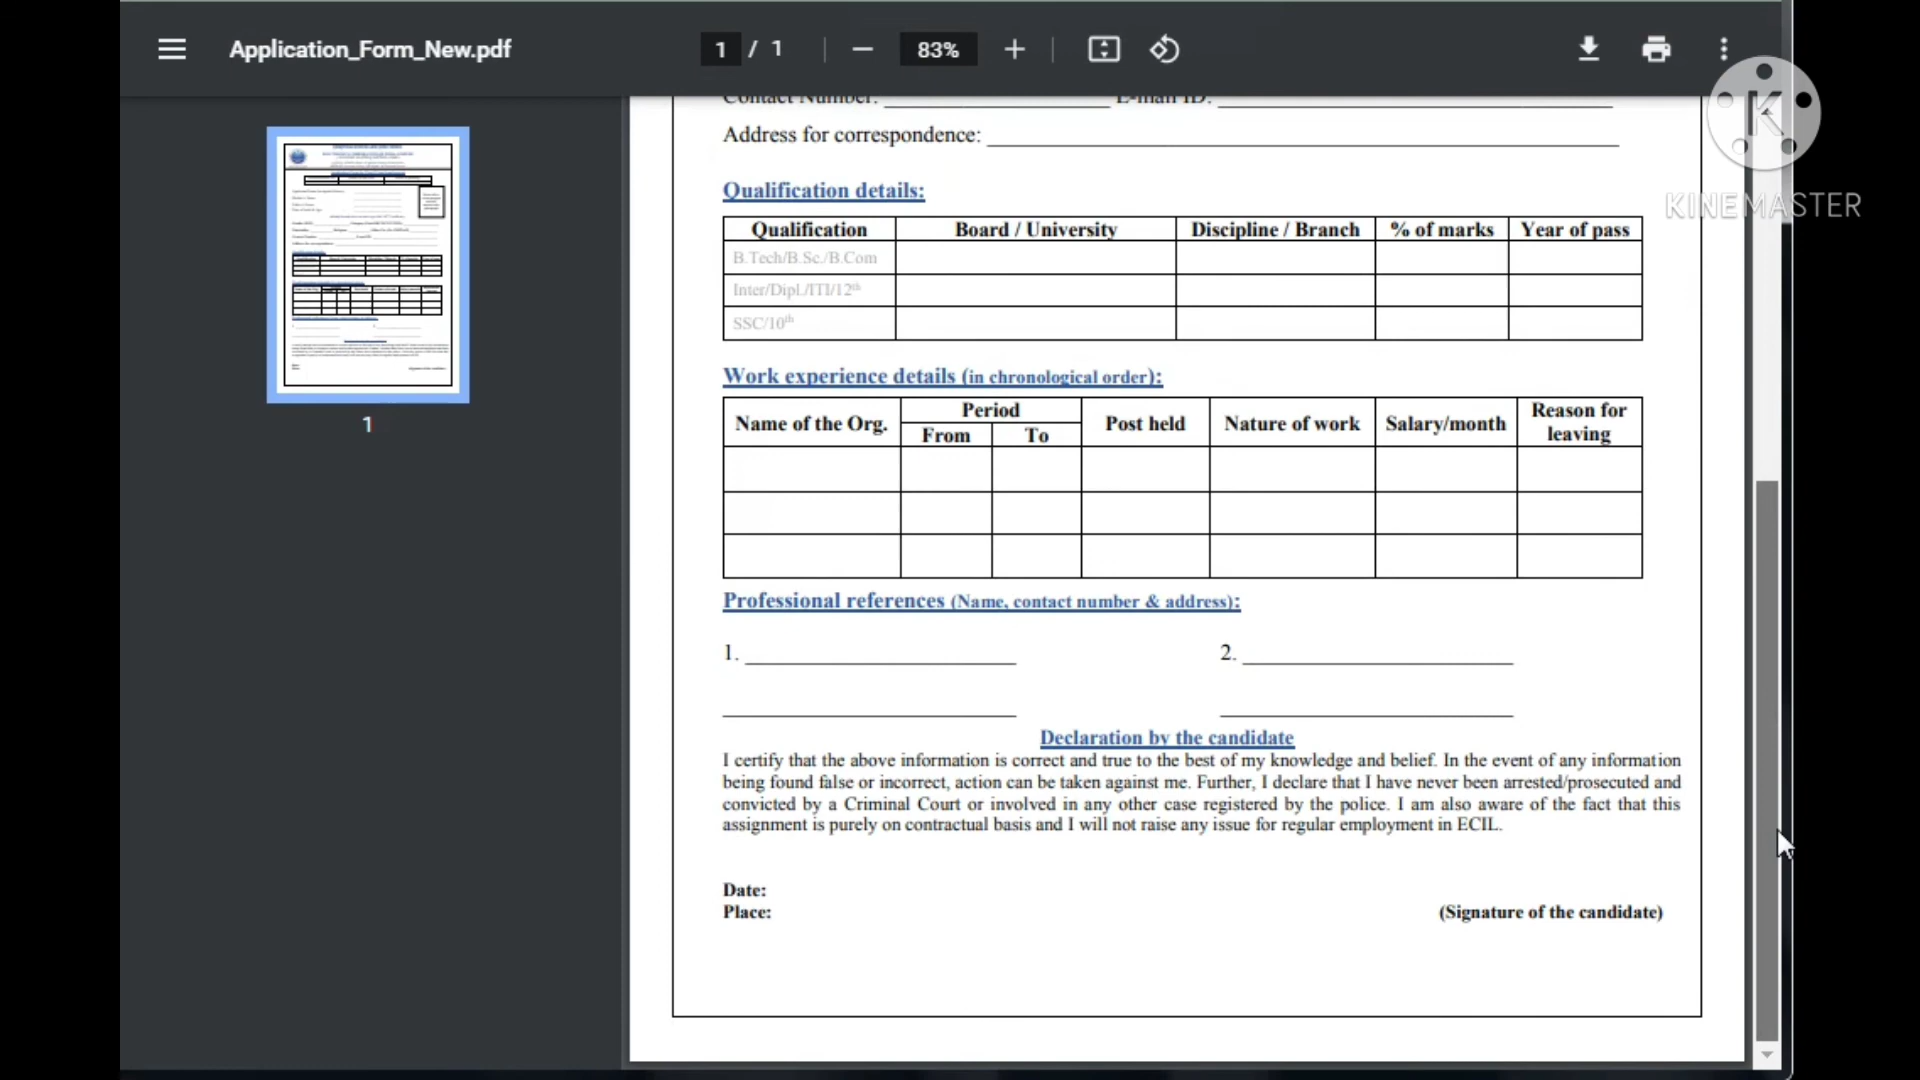 Application_Form_New.pdf
1 / 1
83%
KINEMASTER
1
Contact Number: E-mail ID:
Address for correspondence:
Qualification details:
Qualification Board / University Discipline / Branch % of marks Year of pass
B.Tech/B.Sc./B.Com
Inter/Dipl./ITI/12th
SSC/10th
Work experience details (in chronological order):
Name of the Org. Period Post held Nature of work Salary/month Reason for leaving
From To
Professional references (Name, contact number & address):
1. 2.
Declaration by the candidate
I certify that the above information is correct and true to the best of my knowledge and belief. In the event of any information
being found false or incorrect, action can be taken against me. Further, I declare that I have never been arrested/prosecuted and
convicted by a Criminal Court or involved in any other case registered by the police. I am also aware of the fact that this
assignment is purely on contractual basis and I will not raise any issue for regular employment in ECIL.
Date:
Place:
(Signature of the candidate)